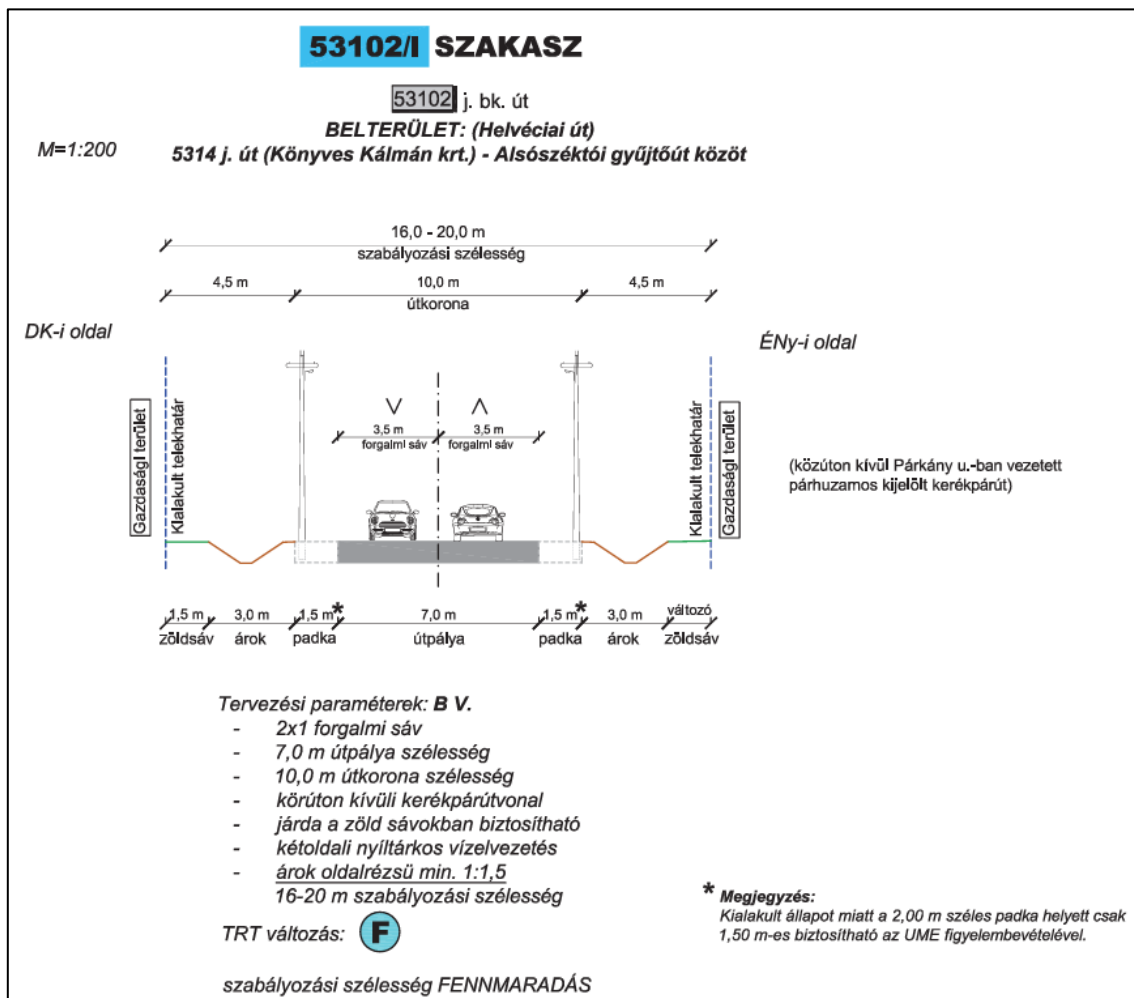 53102/I SZAKASZ
53102 j. bk. út
BELTERÜLET: (Helvéciai út)
M=1:200
5314 j. út (Könyves Kálmán krt.) - Alsószéktói gyűjtőút közöt
16,0 - 20,0 m
szabályozási szélesség
4,5 m 10,0 m 4,5 m
útkorona
DK-i oldal
ÉNy-i oldal
Gazdasági terület
Kialakult telekhatár
3,5 m 3,5 m
forgalmi sáv forgalmi sáv
Kialakult telekhatár
Gazdasági terület
(közúton kívül Párkány u.-ban vezetett
párhuzamos kijelölt kerékpárút)
1,5 m 3,0 m 1,5 m* 7,0 m 1,5 m* 3,0 m változó
zöldsáv árok padka útpálya padka árok zöldsáv
Tervezési paraméterek: B V.
- 2x1 forgalmi sáv
- 7,0 m útpálya szélesség
- 10,0 m útkorona szélesség
- körúton kívüli kerékpárútvonal
- járda a zöld sávokban biztosítható
- kétoldali nyíltárkos vízelvezetés
- árok oldalrézsü min. 1:1,5
16-20 m szabályozási szélesség
* Megjegyzés:
Kialakult állapot miatt a 2,00 m széles padka helyett csak
1,50 m-es biztosítható az UME figyelembevételével.
TRT változás: F
szabályozási szélesség FENNMARADÁS